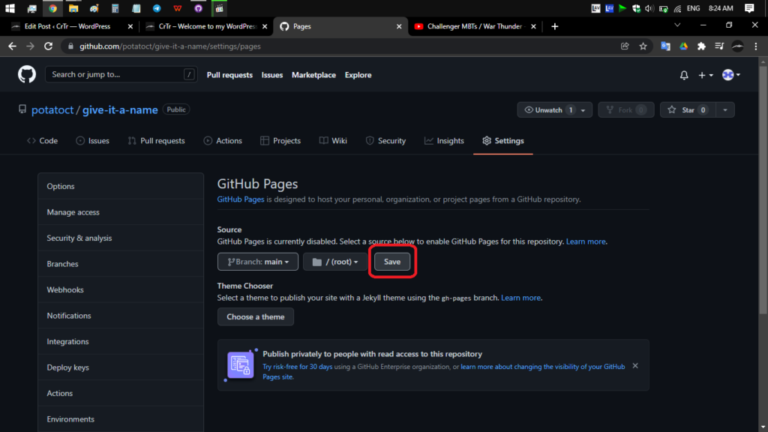 ENG 8:24 AM
Edit Post ‹ CrTr — WordPress
CrTr – Welcome to my WordPress
Pages
Challenger MBTs / War Thunder
github.com/potatoct/give-it-a-name/settings/pages
Search or jump to... /
Pull requests Issues Marketplace Explore
potatoct / give-it-a-name Public
Unwatch 1
Fork 0
Star 0
Code Issues Pull requests Actions Projects Wiki Security Insights Settings
Options
Manage access
Security & analysis
Branches
Webhooks
Notifications
Integrations
Deploy keys
Actions
Environments
GitHub Pages
GitHub Pages is designed to host your personal, organization, or project pages from a GitHub repository.
Source
GitHub Pages is currently disabled. Select a source below to enable GitHub Pages for this repository. Learn more.
Branch: main / (root) Save
Theme Chooser
Select a theme to publish your site with a Jekyll theme using the gh-pages branch. Learn more.
Choose a theme
Publish privately to people with read access to this repository
Try risk-free for 30 days using a GitHub Enterprise organization, or learn more about changing the visibility of your GitHub
Pages site.